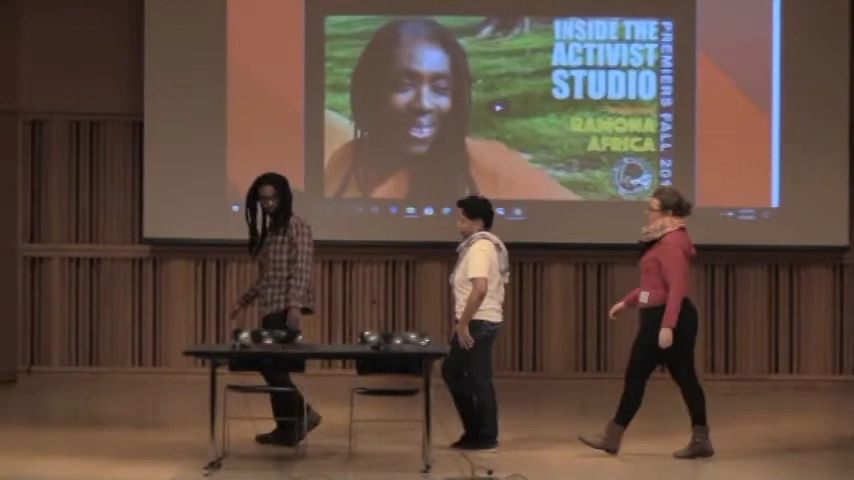 INSIDE THE
ACTIVIST
STUDIO
RAMONA
AFRICA
PREMIERS FALL